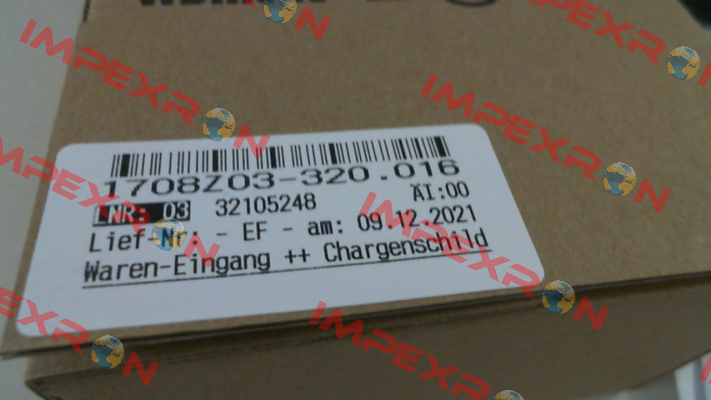 1708Z03-320.016
LNR: 03 32105248 ÄI:00
Lief-Nr: - EF - am: 09.12.2021
Waren-Eingang ++ Chargenschild
IMPEXRON
IMPEXRON
IMPEXRON
IMPEXRON
IMPEXRON